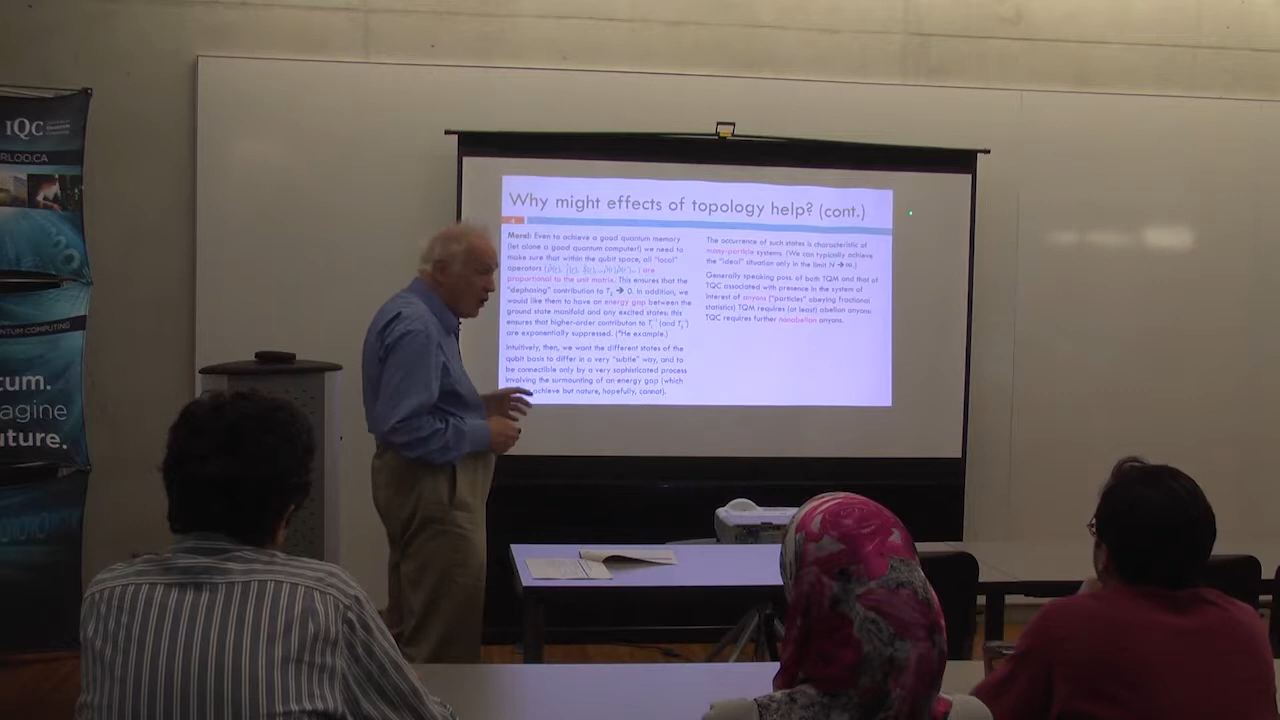 IQC
RLOO.CA
NTUM COMPUTING
tum.
magine
uture.
Why might effects of topology help? (cont.)
4
Moral: Even to achieve a good quantum memory
(let alone a good quantum computer!) we need to
make sure that within the qubit space, all "local"
operators ( are
proportional to the unit matrix. This ensures that the
"dephasing" contribution to T₂ → 0. In addition, we
would like them to have an energy gap between the
ground state manifold and any excited states: this
ensures that higher-order contribution to (and
are exponentially suppressed. (⁴He example.)
Intuitively, then, we want the different states of the
qubit basis to differ in a very "subtle" way, and to
be connectible only by a very sophisticated process
involving the surmounting of an energy gap (which
achieve but nature, hopefully, cannot).
The occurrence of such states is characteristic of
many-particle systems. (We can typically achieve
the "ideal" situation only in the limit N → ∞.)
Generally speaking poss. of both TQM and that of
TQC associated with presence in the system of
interest of anyons ("particles" obeying fractional
statistics) TQM requires (at least) abelian anyons:
TQC requires further nonabelian anyons.